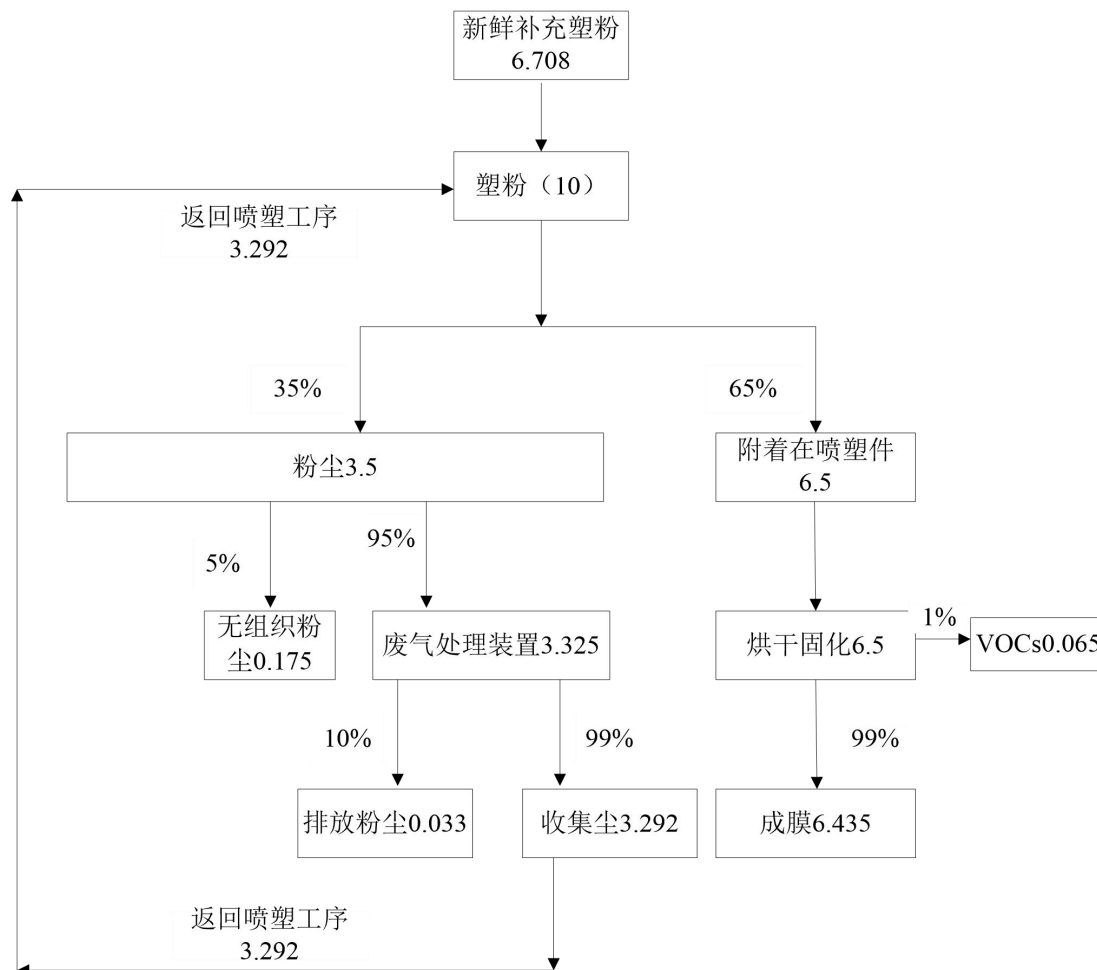 新鲜补充塑粉
6.708
塑粉（10）
返回喷塑工序
3.292
35%
65%
粉尘3.5
附着在喷塑件
6.5
5%
95%
无组织粉
尘0.175
废气处理装置3.325
烘干固化6.5
1%
VOCs0.065
10%
99%
99%
排放粉尘0.033
收集尘3.292
成膜6.435
返回喷塑工序
3.292